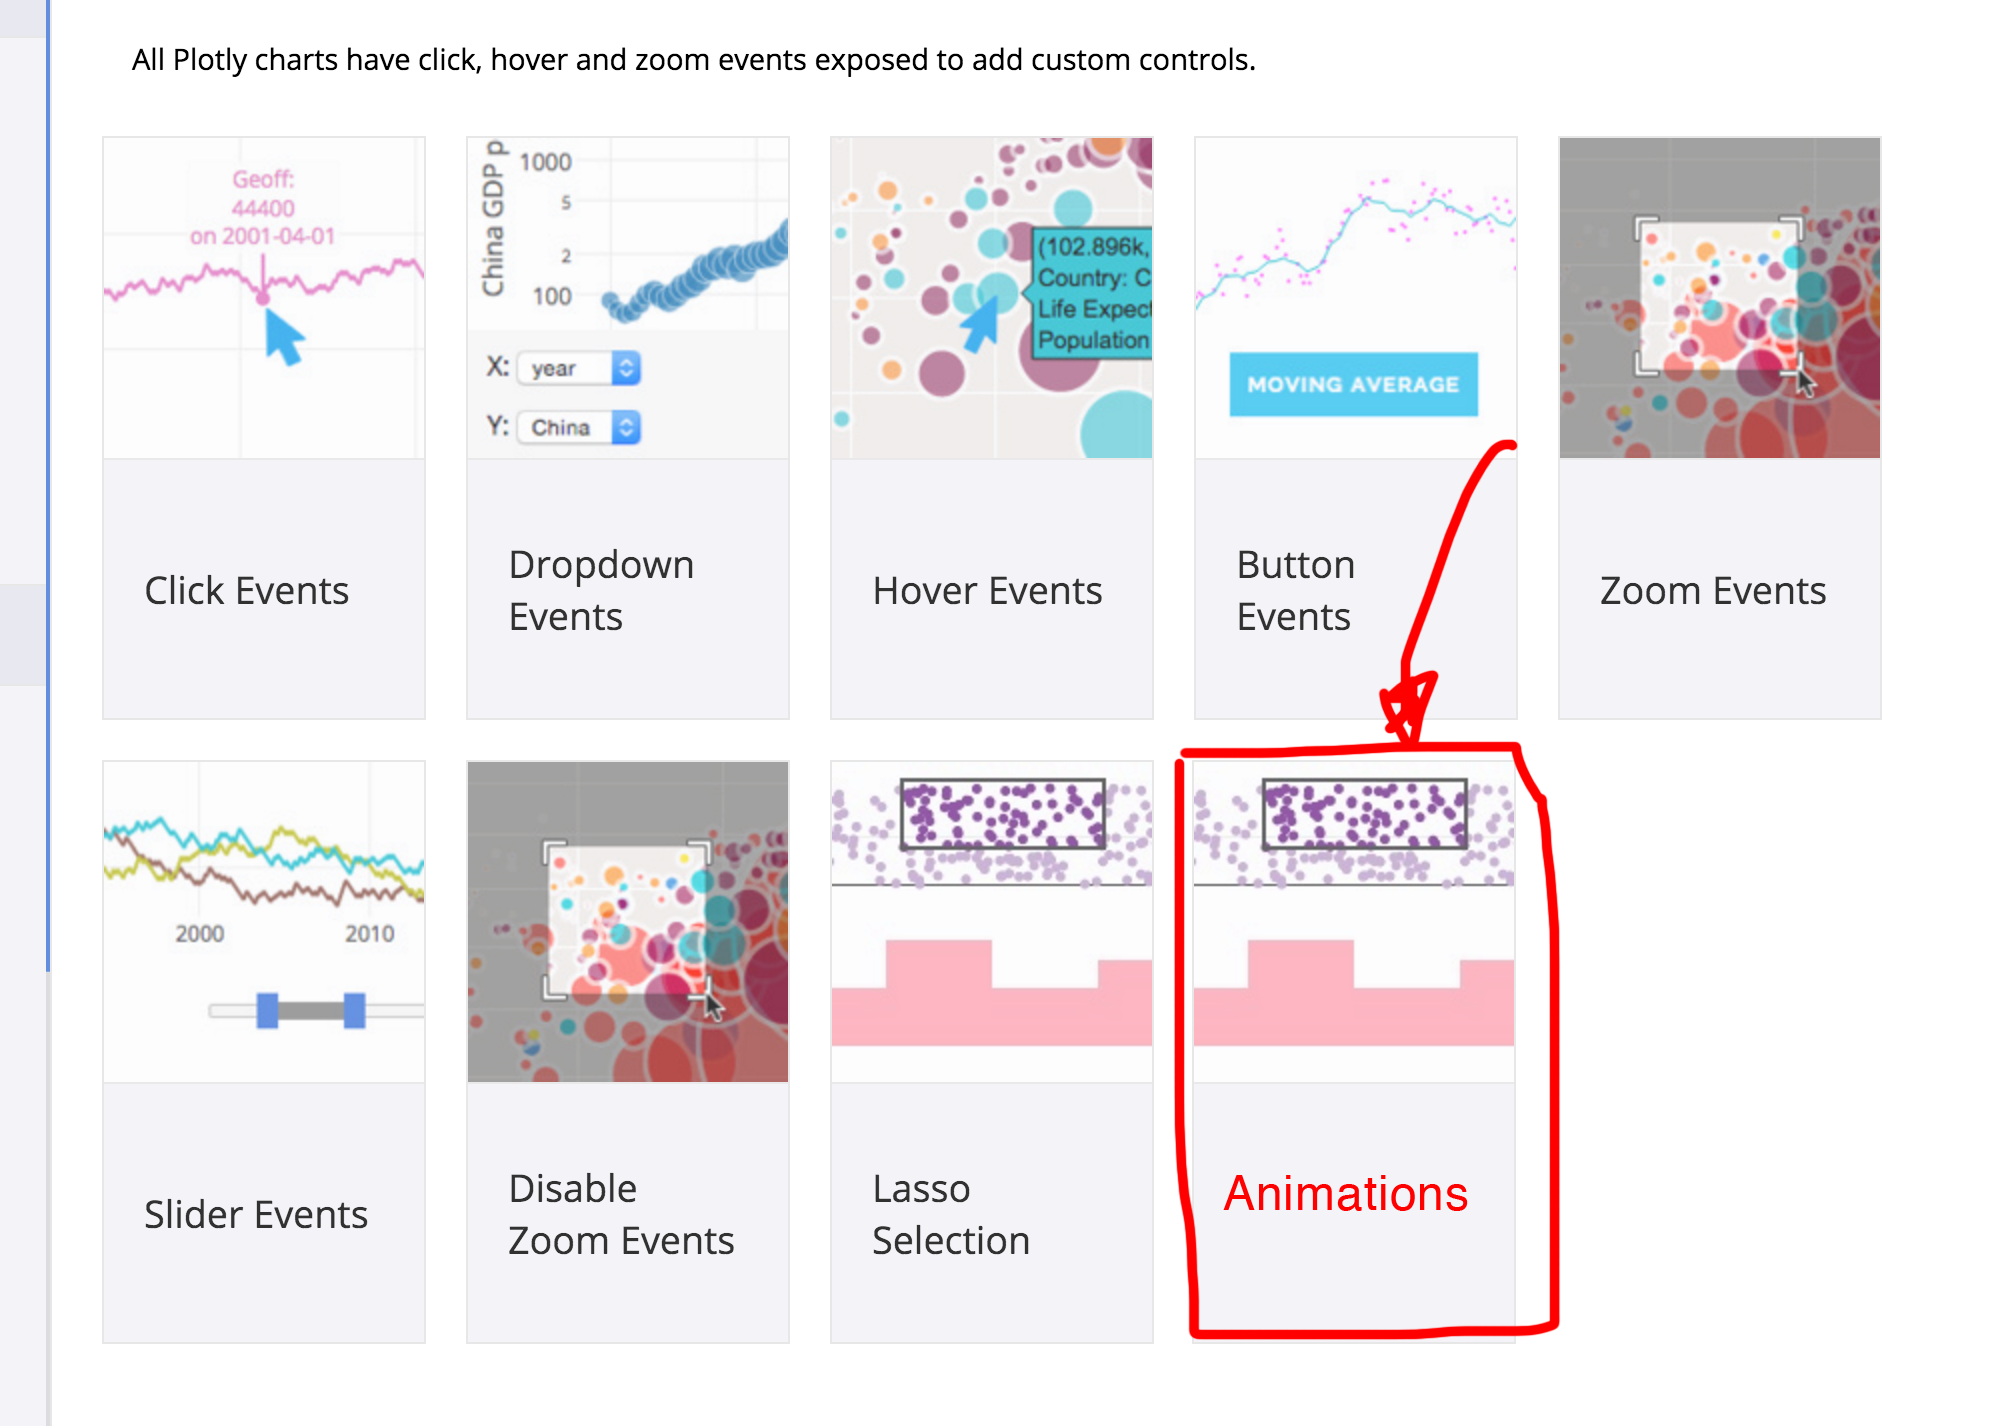 All Plotly charts have click, hover and zoom events exposed to add custom controls.
Geoff:
44400
on 2001-04-01
China GDP p
1000
5
2
100
X: year
Y: China
(102.896k,
Country: C
Life Expect
Population
MOVING AVERAGE
Click Events
Dropdown
Events
Hover Events
Button
Events
Zoom Events
2000 2010
Slider Events
Disable
Zoom Events
Lasso
Selection
Animations